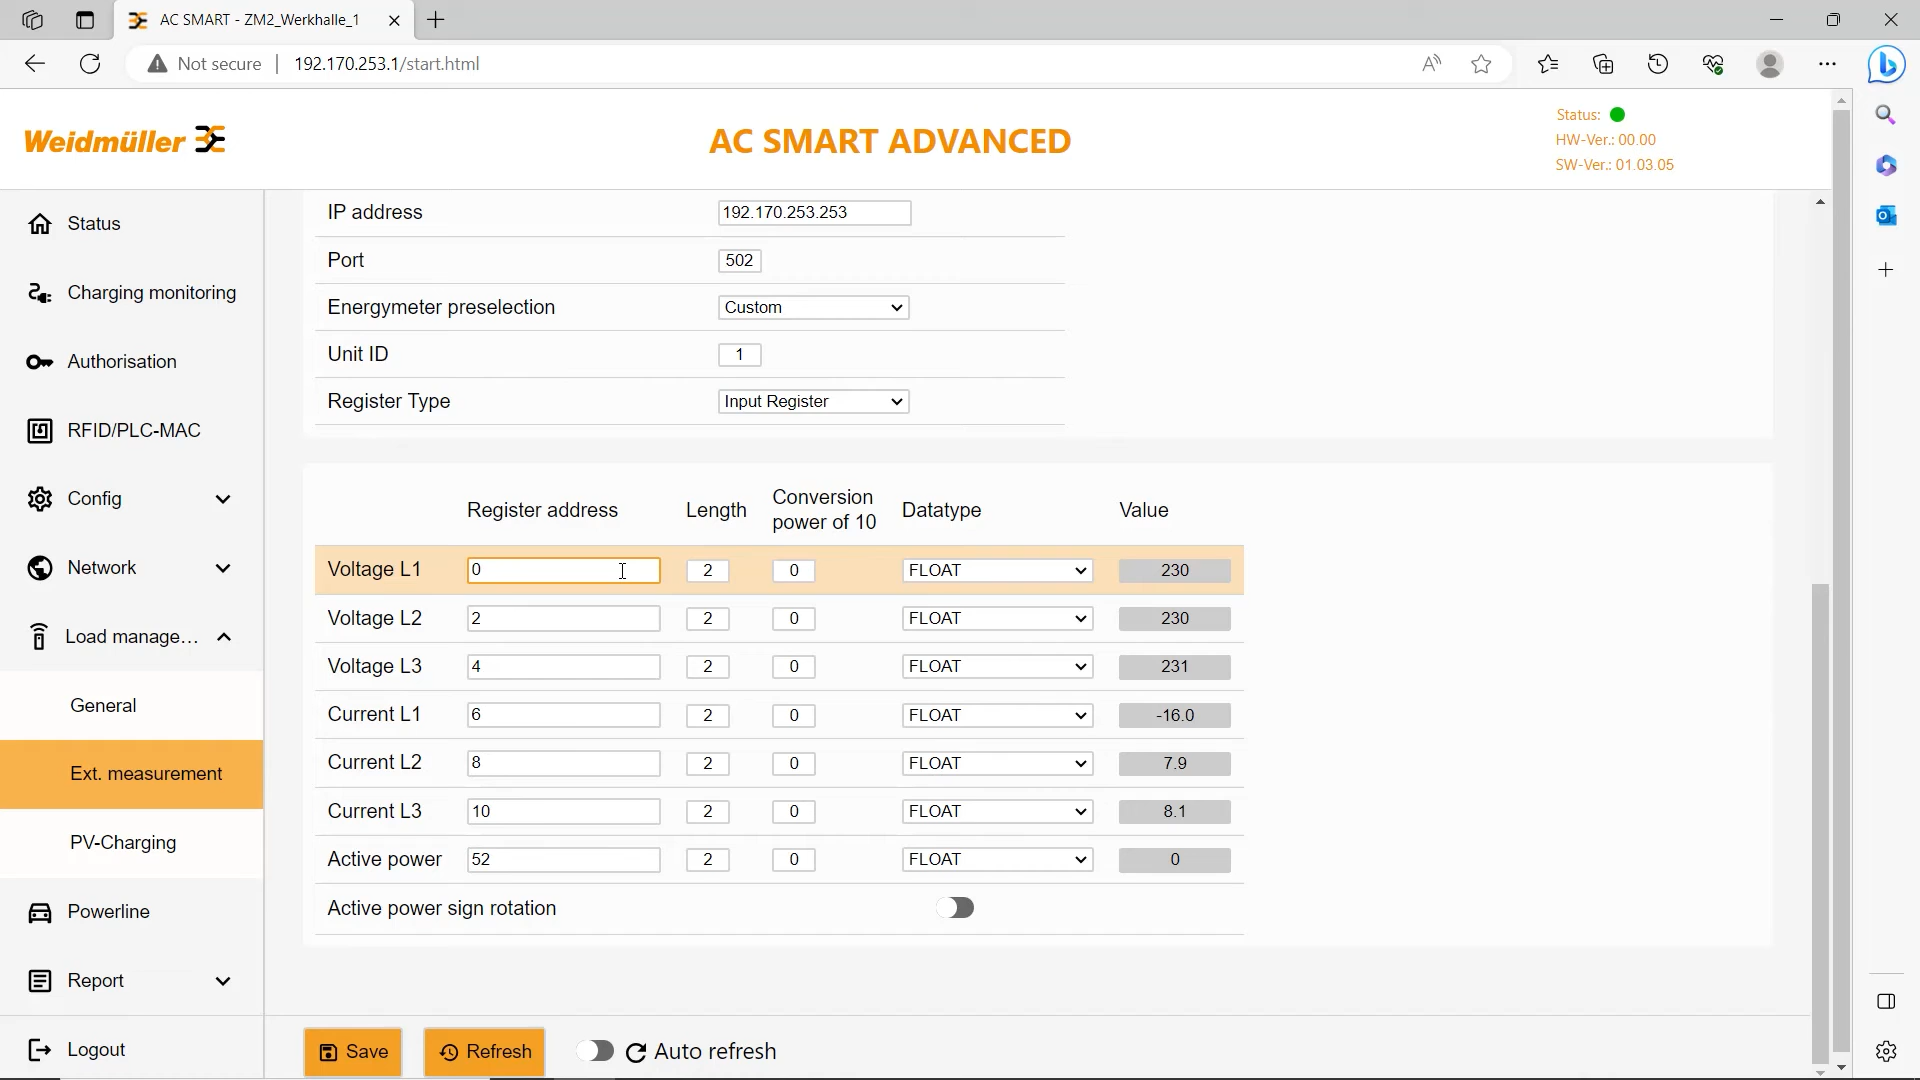 AC SMART - ZM2_Werkhalle_1
Not secure | 192.170.253.1/start.html
Weidmüller
AC SMART ADVANCED
Status:
HW-Ver.: 00.00
SW-Ver.: 01.03.05
Status
Charging monitoring
Authorisation
RFID/PLC-MAC
Config
Network
Load manage...
General
Ext. measurement
PV-Charging
Powerline
Report
Logout
IP address 192.170.253.253
Port 502
Energymeter preselection Custom
Unit ID 1
Register Type Input Register
Register address Length Conversion power of 10 Datatype Value
Voltage L1 0 2 0 FLOAT 230
Voltage L2 2 2 0 FLOAT 230
Voltage L3 4 2 0 FLOAT 231
Current L1 6 2 0 FLOAT -16.0
Current L2 8 2 0 FLOAT 7.9
Current L3 10 2 0 FLOAT 8.1
Active power 52 2 0 FLOAT 0
Active power sign rotation
Save Refresh Auto refresh